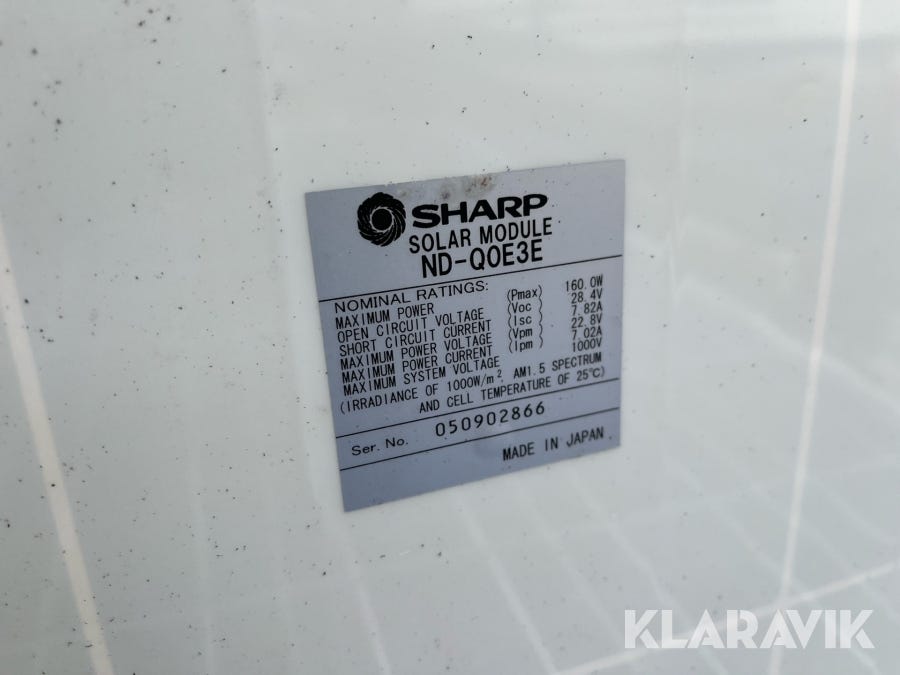 SHARP
SOLAR MODULE
ND-Q0E3E
NOMINAL RATINGS:
MAXIMUM POWER (Pmax) 160.0W
OPEN CIRCUIT VOLTAGE (Voc) 28.4V
SHORT CIRCUIT CURRENT (Isc) 7.82A
MAXIMUM POWER VOLTAGE (Vpm) 22.8V
MAXIMUM POWER CURRENT (Ipm) 7.02A
MAXIMUM SYSTEM VOLTAGE 1000V
(IRRADIANCE OF 1000W/m². AM1.5 SPECTRUM
AND CELL TEMPERATURE OF 25℃)
Ser. No. 050902866
MADE IN JAPAN
KLARAVIK